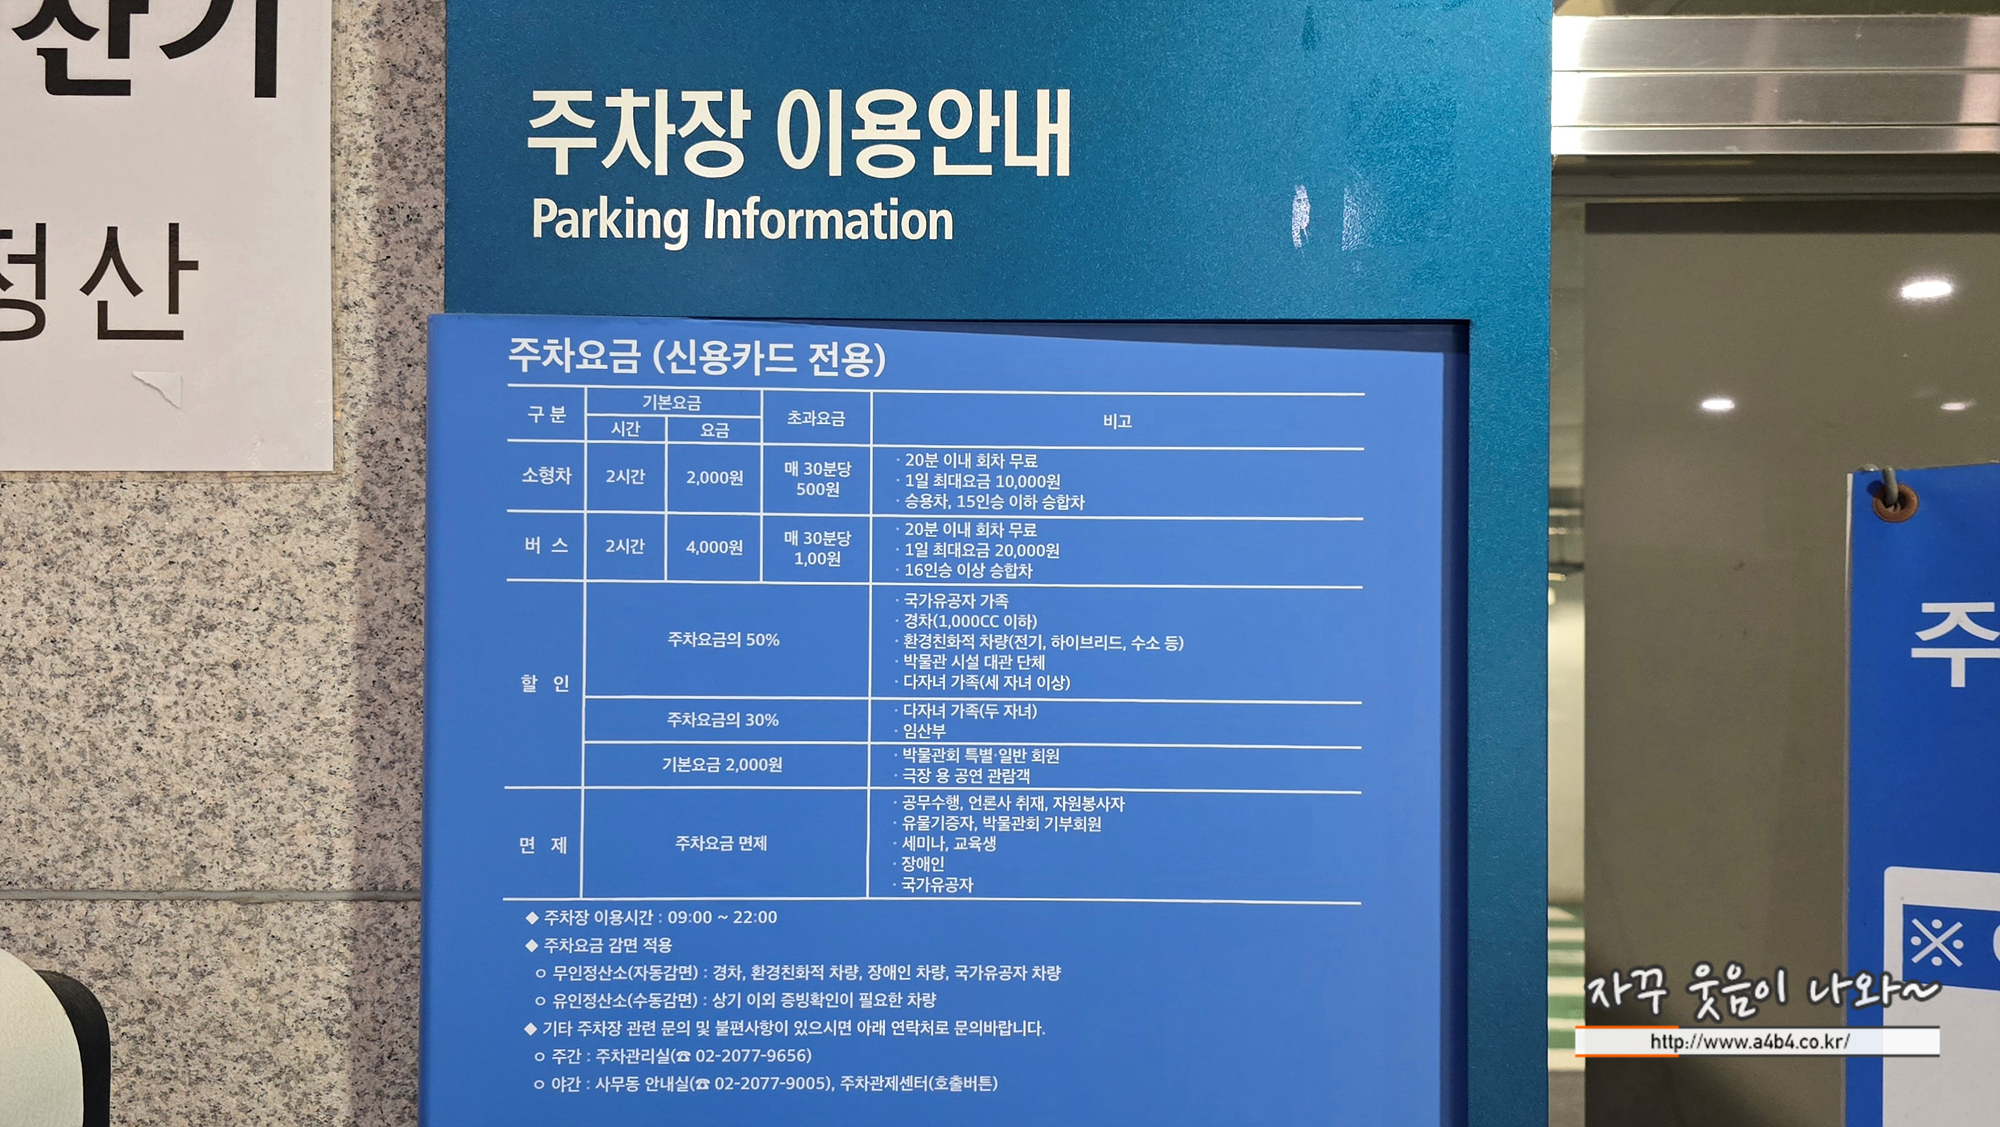 산기
정산
주차장 이용안내
Parking Information
주차요금 (신용카드 전용)
구 분
기본요금
시간
요금
초과요금
비고
소형차
2시간
2,000원
매 30분당
500원
· 20분 이내 회차 무료
· 1일 최대요금 10,000원
· 승용차, 15인승 이하 승합차
버 스
2시간
4,000원
매 30분당
1,00원
· 20분 이내 회차 무료
· 1일 최대요금 20,000원
· 16인승 이상 승합차
할 인
주차요금의 50%
· 국가유공자 가족
· 경차(1,000CC 이하)
· 환경친화적 차량(전기, 하이브리드, 수소 등)
· 박물관 시설 대관 단체
· 다자녀 가족(세 자녀 이상)
주차요금의 30%
· 다자녀 가족(두 자녀)
· 임산부
기본요금 2,000원
· 박물관회 특별·일반 회원
· 극장 용 공연 관람객
면 제
주차요금 면제
· 공무수행, 언론사 취재, 자원봉사자
· 유물기증자, 박물관회 기부회원
· 세미나, 교육생
· 장애인
· 국가유공자
◆ 주차장 이용시간 : 09:00 ~ 22:00
◆ 주차요금 감면 적용
○ 무인정산소(자동감면) : 경차, 환경친화적 차량, 장애인 차량, 국가유공자 차량
○ 유인정산소(수동감면) : 상기 이외 증빙확인이 필요한 차량
◆ 기타 주차장 관련 문의 및 불편사항이 있으시면 아래 연락처로 문의바랍니다.
○ 주간 : 주차관리실(☎ 02-2077-9656)
○ 야간 : 사무동 안내실(☎ 02-2077-9005), 주차관제센터(호출버튼)
주
※
자꾸 웃음이 나와~
http://www.a4b4.co.kr/